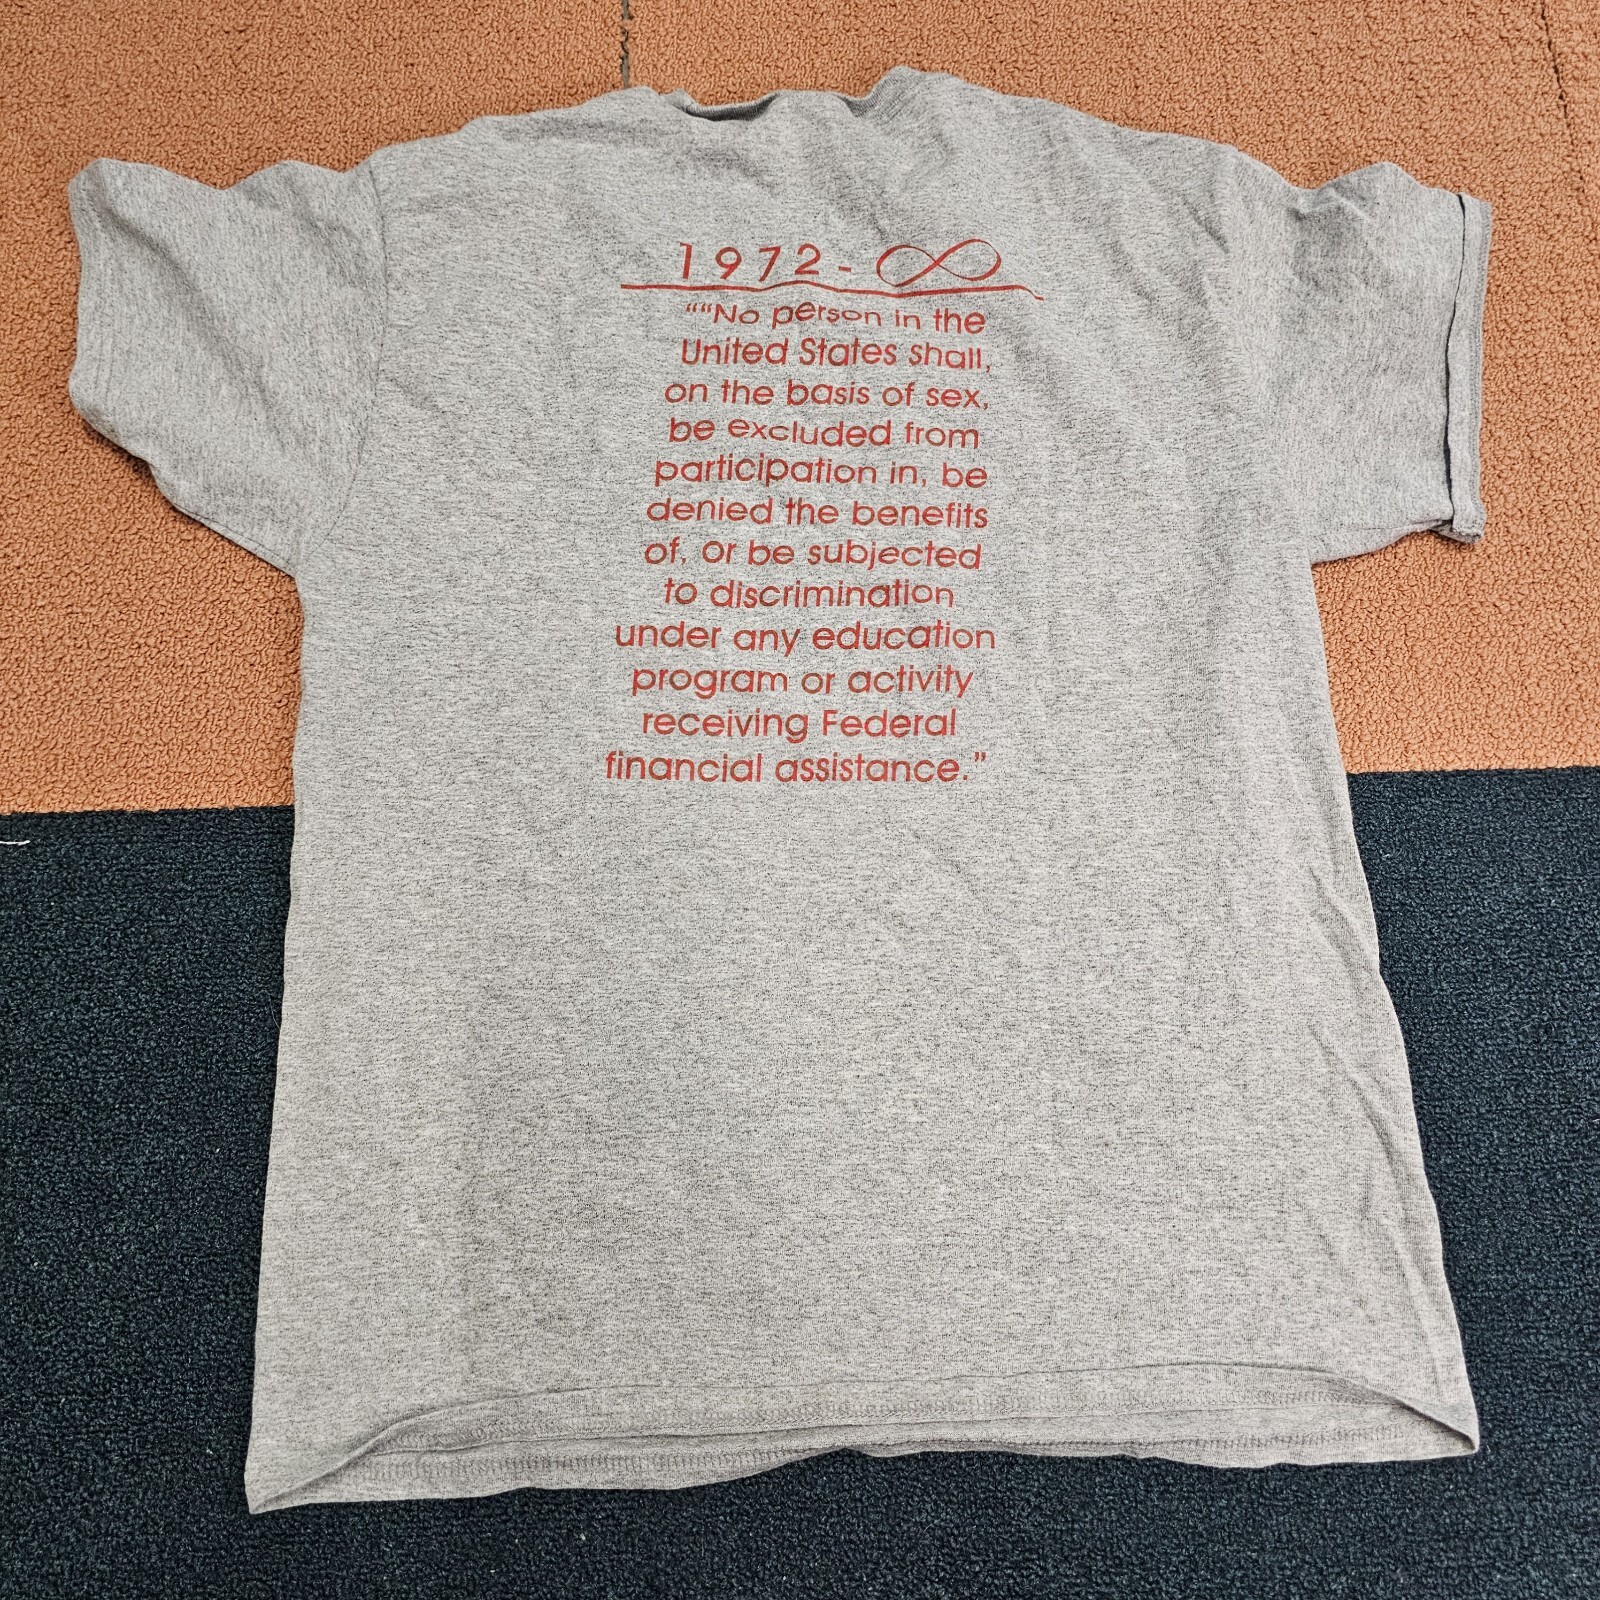 1972-∞
““No person in the
United States shall,
on the basis of sex,
be excluded from
participation in, be
denied the benefits
of, or be subjected
to discrimination
under any education
program or activity
receiving Federal
financial assistance.”